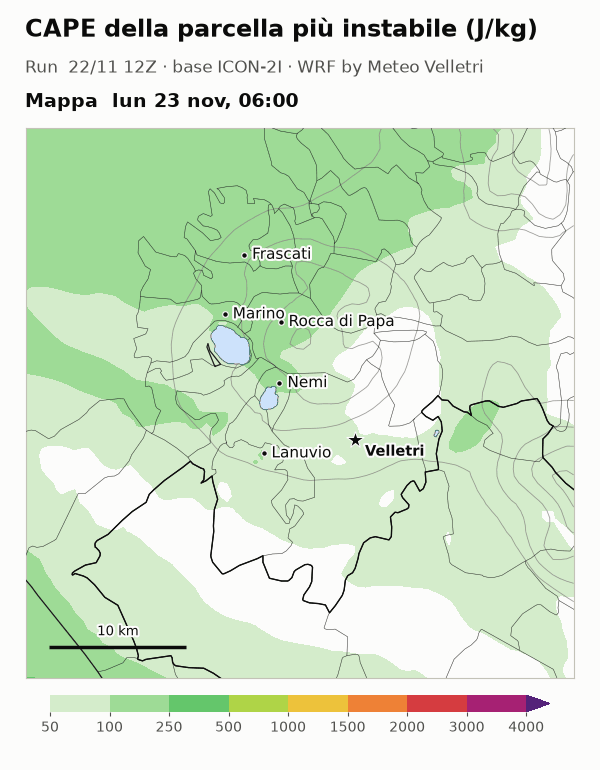 CAPE della parcella più instabile (J/kg)
Run 22/11 12Z · base ICON-2I · WRF by Meteo Velletri
Mappa lun 23 nov, 06:00
Frascati
Marino
Rocca di Papa
Nemi
Velletri
Lanuvio
10 km
50 100 250 500 1000 1500 2000 3000 4000